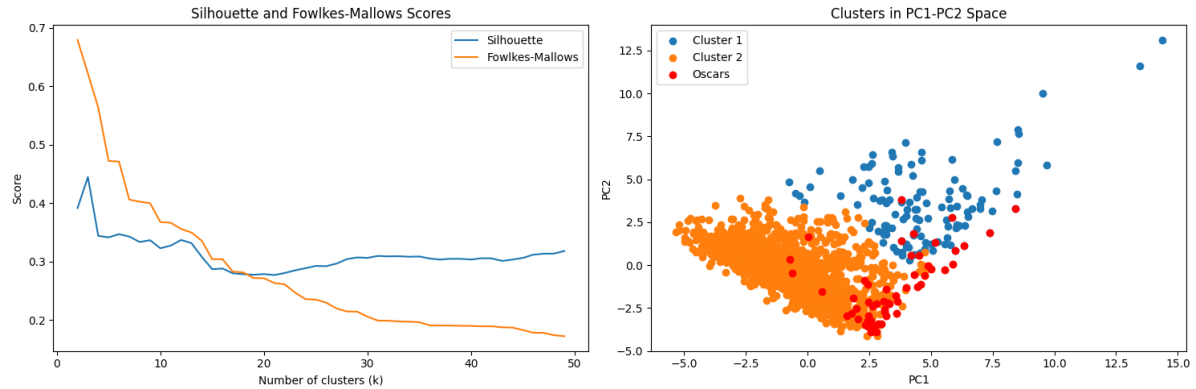 Silhouette and Fowlkes-Mallows Scores
Silhouette
Fowlkes-Mallows
0.7
0.6
0.5
0.4
0.3
0.2
Score
0
10
20
30
40
50
Number of clusters (k)
Clusters in PC1-PC2 Space
Cluster 1
Cluster 2
Oscars
12.5
10.0
7.5
5.0
2.5
0.0
−2.5
−5.0
PC2
−5.0
−2.5
0.0
2.5
5.0
7.5
10.0
12.5
15.0
PC1